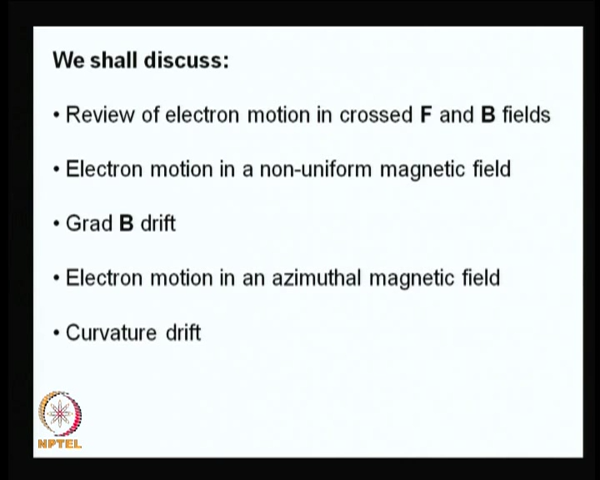 We shall discuss:
• Review of electron motion in crossed F and B fields
• Electron motion in a non-uniform magnetic field
• Grad B drift
• Electron motion in an azimuthal magnetic field
• Curvature drift
NPTEL